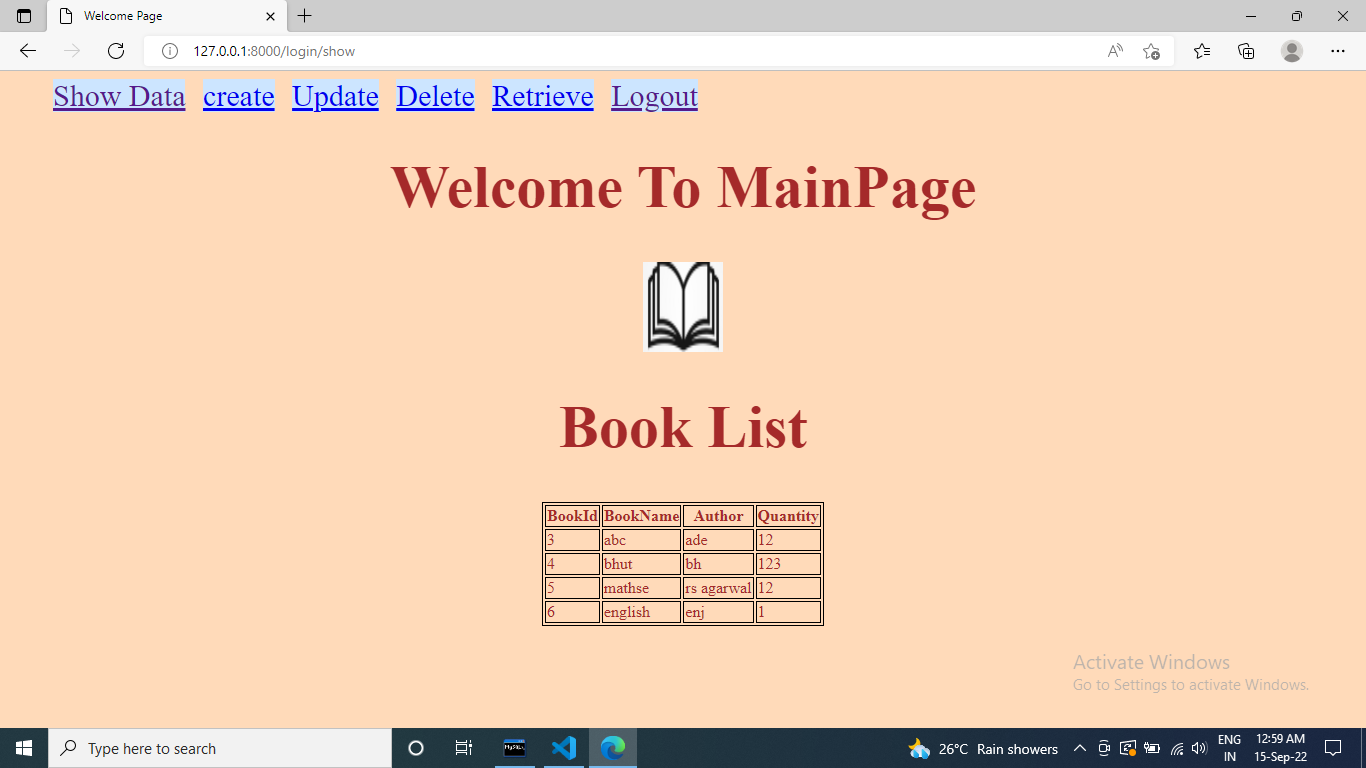 Welcome Page
127.0.0.1:8000/login/show
Show Data create Update Delete Retrieve Logout
Welcome To MainPage
Book List
BookId BookName Author Quantity
3 abc ade 12
4 bhut bh 123
5 mathse rs agarwal 12
6 english enj 1
Activate Windows
Go to Settings to activate Windows.
Type here to search
26°C Rain showers
ENG
IN
12:59 AM
15-Sep-22